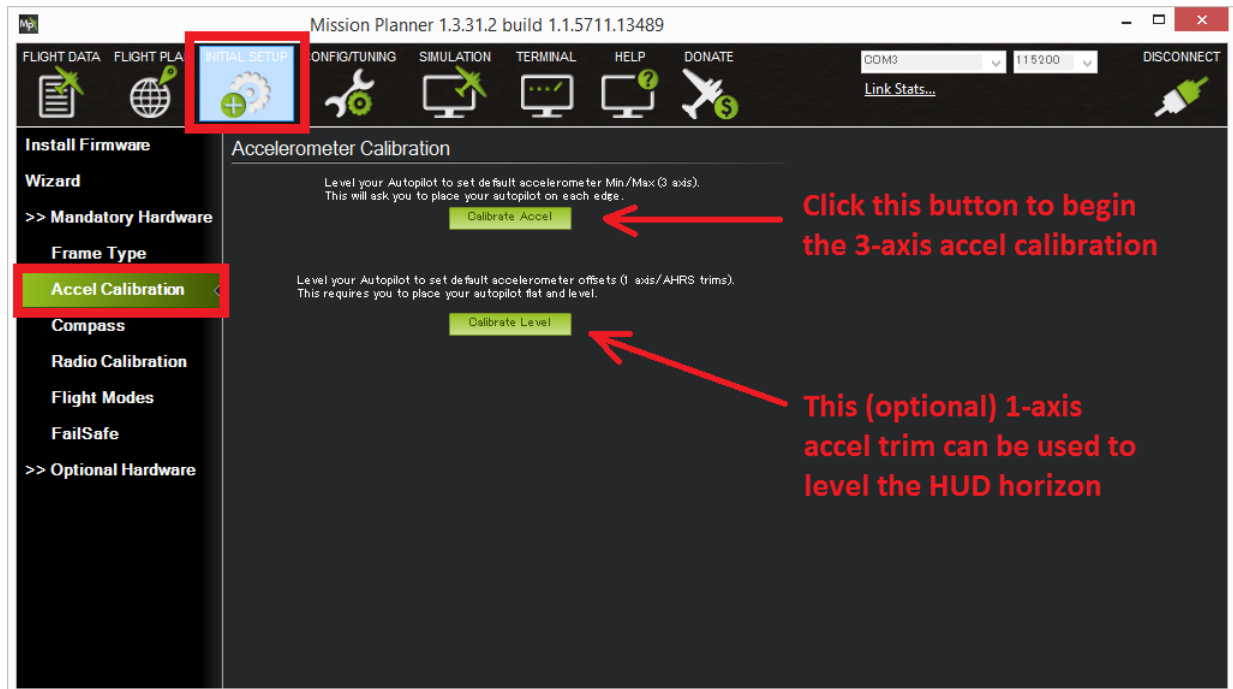 Mp
Mission Planner 1.3.31.2 build 1.1.5711.13489
FLIGHT DATA FLIGHT PLA INITIAL SETUP CONFIG/TUNING SIMULATION TERMINAL HELP DONATE COM3 115200 DISCONNECT
Link Stats...
Install Firmware
Accelerometer Calibration
Wizard
Level your Autopilot to set default accelerometer Min/Max (3 axis).
This will ask you to place your autopilot on each edge.
Calibrate Accel
Click this button to begin
the 3-axis accel calibration
>> Mandatory Hardware
Frame Type
Accel Calibration
Level your Autopilot to set default accelerometer offsets (1 axis/AHRS trims).
This requires you to place your autopilot flat and level.
Calibrate Level
Compass
Radio Calibration
Flight Modes
FailSafe
>> Optional Hardware
This (optional) 1-axis
accel trim can be used to
level the HUD horizon